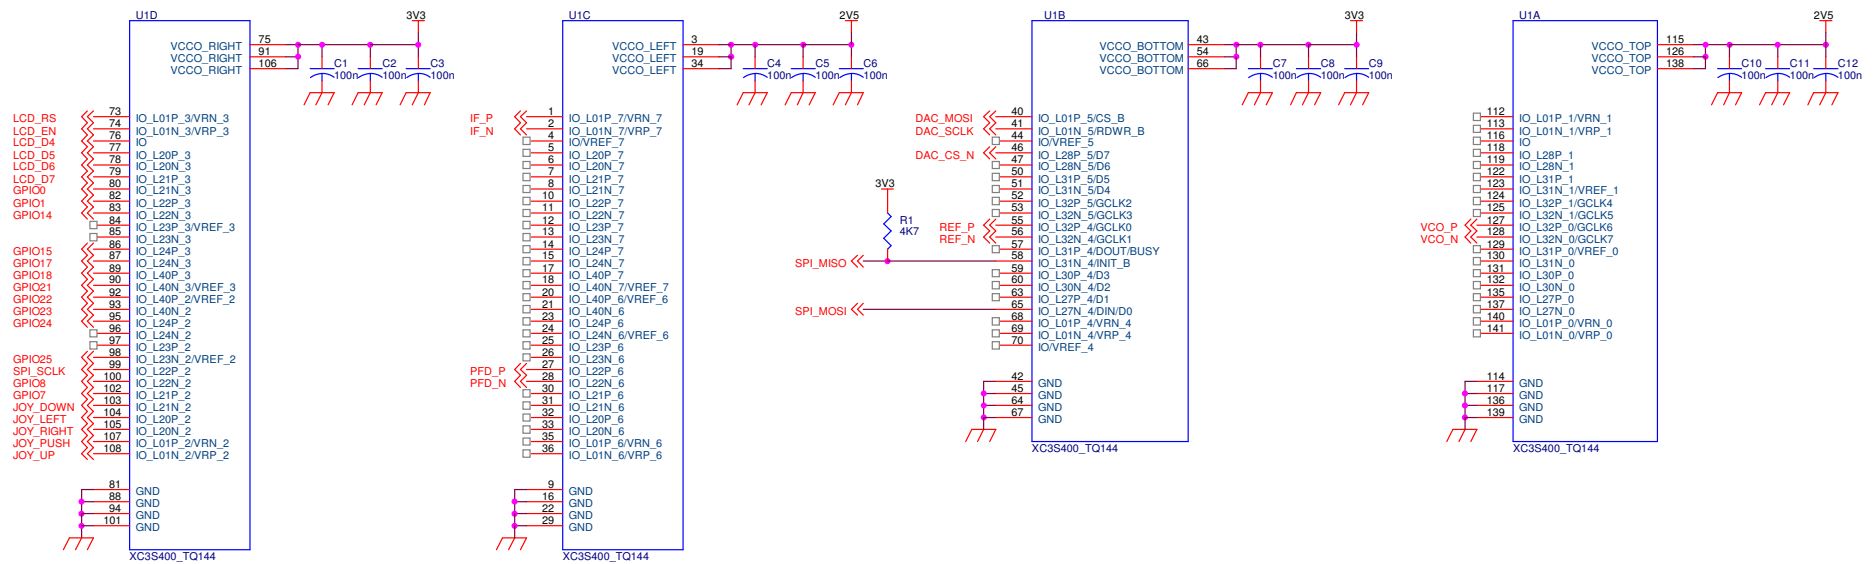 U1D
3V3
VCCO_RIGHT 75
VCCO_RIGHT 91
VCCO_RIGHT 106
C1 100n
C2 100n
C3 100n
LCD_RS 73 IO_L01P_3/VRN_3
LCD_EN 74 IO_L01N_3/VRP_3
LCD_D4 76 IO
LCD_D5 77 IO_L20P_3
LCD_D6 78 IO_L20N_3
LCD_D7 79 IO_L21P_3
GPIO0 80 IO_L21N_3
GPIO1 82 IO_L22P_3
GPIO14 83 IO_L22N_3
84 IO_L23P_3/VREF_3
85 IO_L23N_3
GPIO15 86 IO_L24P_3
GPIO17 87 IO_L24N_3
GPIO18 89 IO_L40P_3
GPIO21 90 IO_L40N_3/VREF_3
GPIO22 92 IO_L40P_2/VREF_2
GPIO23 93 IO_L40N_2
GPIO24 95 IO_L24P_2
96 IO_L24N_2
97 IO_L23P_2
GPIO25 98 IO_L23N_2/VREF_2
SPI_SCLK 99 IO_L22P_2
GPIO8 100 IO_L22N_2
GPIO7 102 IO_L21P_2
JOY_DOWN 103 IO_L21N_2
JOY_LEFT 104 IO_L20P_2
JOY_RIGHT 105 IO_L20N_2
JOY_PUSH 107 IO_L01P_2/VRN_2
JOY_UP 108 IO_L01N_2/VRP_2
81 GND
88 GND
94 GND
101 GND
XC3S400_TQ144
U1C
2V5
VCCO_LEFT 3
VCCO_LEFT 19
VCCO_LEFT 34
C4 100n
C5 100n
C6 100n
IF_P 1 IO_L01P_7/VRN_7
IF_N 2 IO_L01N_7/VRP_7
4 IO/VREF_7
5 IO_L20P_7
6 IO_L20N_7
7 IO_L21P_7
8 IO_L21N_7
10 IO_L22P_7
11 IO_L22N_7
12 IO_L23P_7
13 IO_L23N_7
14 IO_L24P_7
15 IO_L24N_7
17 IO_L40P_7
18 IO_L40N_7/VREF_7
20 IO_L40P_6/VREF_6
21 IO_L40N_6
23 IO_L24P_6
24 IO_L24N_6/VREF_6
25 IO_L23P_6
26 IO_L23N_6
PFD_P 27 IO_L22P_6
PFD_N 28 IO_L22N_6
30 IO_L21P_6
31 IO_L21N_6
32 IO_L20P_6
33 IO_L20N_6
35 IO_L01P_6/VRN_6
36 IO_L01N_6/VRP_6
9 GND
16 GND
22 GND
29 GND
XC3S400_TQ144
U1B
3V3
VCCO_BOTTOM 43
VCCO_BOTTOM 54
VCCO_BOTTOM 66
C7 100n
C8 100n
C9 100n
DAC_MOSI 40 IO_L01P_5/CS_B
DAC_SCLK 41 IO_L01N_5/RDWR_B
44 IO/VREF_5
DAC_CS_N 46 IO_L28P_5/D7
47 IO_L28N_5/D6
50 IO_L31P_5/D5
51 IO_L31N_5/D4
52 IO_L32P_5/GCLK2
53 IO_L32N_5/GCLK3
REF_P 55 IO_L32P_4/GCLK0
REF_N 56 IO_L32N_4/GCLK1
57 IO_L31P_4/DOUT/BUSY
3V3
R1
4K7
SPI_MISO 58 IO_L31N_4/INIT_B
59 IO_L30P_4/D3
60 IO_L30N_4/D2
63 IO_L27P_4/D1
SPI_MOSI 65 IO_L27N_4/DIN/D0
68 IO_L01P_4/VRN_4
69 IO_L01N_4/VRP_4
70 IO/VREF_4
42 GND
45 GND
64 GND
67 GND
XC3S400_TQ144
U1A
2V5
VCCO_TOP 115
VCCO_TOP 126
VCCO_TOP 138
C10 100n
C11 100n
C12 100n
112 IO_L01P_1/VRN_1
113 IO_L01N_1/VRP_1
116 IO
118 IO_L28P_1
119 IO_L28N_1
122 IO_L31P_1
123 IO_L31N_1/VREF_1
124 IO_L32P_1/GCLK4
125 IO_L32N_1/GCLK5
VCO_P 127 IO_L32P_0/GCLK6
VCO_N 128 IO_L32N_0/GCLK7
129 IO_L31P_0/VREF_0
130 IO_L31N_0
131 IO_L30P_0
132 IO_L30N_0
135 IO_L27P_0
137 IO_L27N_0
140 IO_L01P_0/VRN_0
141 IO_L01N_0/VRP_0
114 GND
117 GND
136 GND
139 GND
XC3S400_TQ144